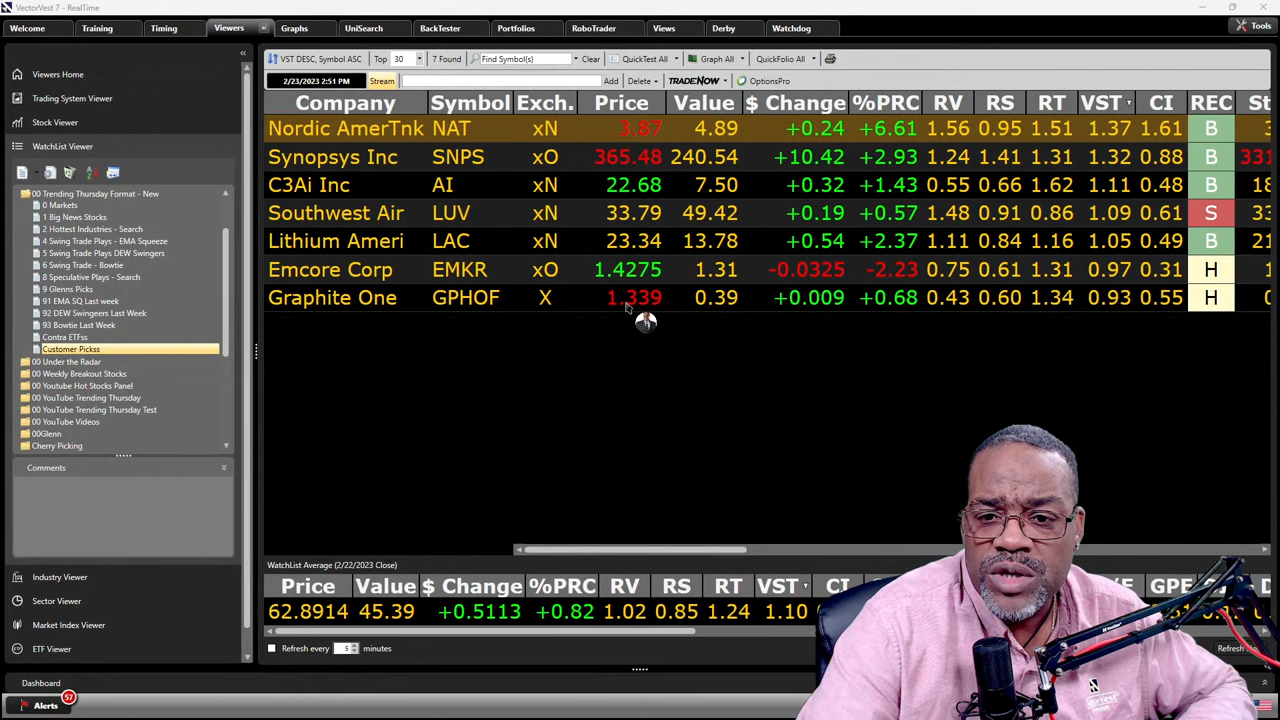 VectorVest 7 - RealTime
Welcome Training Timing Viewers Graphs UniSearch BackTester Portfolios RoboTrader Views Derby Watchdog Tools
VST DESC, Symbol ASC Top 30 7 Found Find Symbol(s) Clear QuickTest All Graph All QuickFolio All
2/23/2023 2:51 PM Stream Add Delete TRADENOW OptionsPro
Viewers Home
Trading System Viewer
Stock Viewer
WatchList Viewer
00 Trending Thursday Format - New
0 Markets
1 Big News Stocks
2 Hottest Industries - Search
4 Swing Trade Plays - EMA Squeeze
5 Swing Trade Plays DEW Swingers
6 Swing Trade - Bowtie
8 Speculative Plays - Search
9 Glenns Picks
91 EMA SQ Last week
92 DEW Swingeers Last Week
93 Bowtie Last Week
Contra ETFss
Customer Pickss
00 Under the Radar
00 Weekly Breakout Stocks
00 Youtube Hot Stocks Panel
00 YouTube Trending Thursday
00 YouTube Trending Thursday Test
00 YouTube Videos
00Glenn
Cherry Picking
Comments
Industry Viewer
Sector Viewer
Market Index Viewer
ETF Viewer
Company Symbol Exch. Price Value $ Change %PRC RV RS RT VST CI REC St
Nordic AmerTnk NAT xN 3.87 4.89 +0.24 +6.61 1.56 0.95 1.51 1.37 1.61 B 3
Synopsys Inc SNPS xO 365.48 240.54 +10.42 +2.93 1.24 1.41 1.31 1.32 0.88 B 331
C3Ai Inc AI xN 22.68 7.50 +0.32 +1.43 0.55 0.66 1.62 1.11 0.48 B 18
Southwest Air LUV xN 33.79 49.42 +0.19 +0.57 1.48 0.91 0.86 1.09 0.61 S 33
Lithium Ameri LAC xN 23.34 13.78 +0.54 +2.37 1.11 0.84 1.16 1.05 0.49 B 21
Emcore Corp EMKR xO 1.4275 1.31 -0.0325 -2.23 0.75 0.61 1.31 0.97 0.31 H
Graphite One GPHOF X 1.339 0.39 +0.009 +0.68 0.43 0.60 1.34 0.93 0.55 H 0
WatchList Average (2/22/2023 Close)
Price Value $ Change %PRC RV RS RT VST CI GPE
62.8914 45.39 +0.5113 +0.82 1.02 0.85 1.24 1.10
Refresh every 5 minutes
Dashboard
Alerts 57